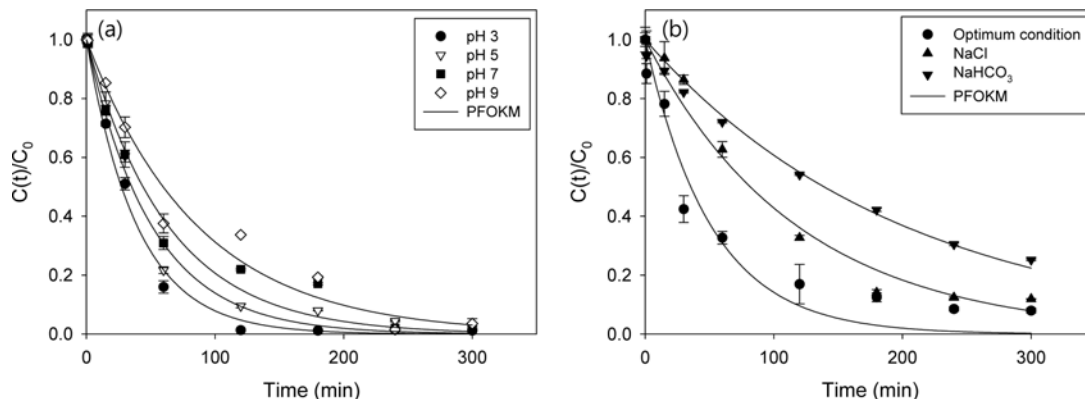 (a)
pH 3
pH 5
pH 7
pH 9
PFOKM
C(t)/C₀
1.0
0.8
0.6
0.4
0.2
0.0
0
100
200
300
Time (min)
(b)
Optimum condition
NaCl
NaHCO₃
PFOKM
C(t)/C₀
1.0
0.8
0.6
0.4
0.2
0.0
0
100
200
300
Time (min)